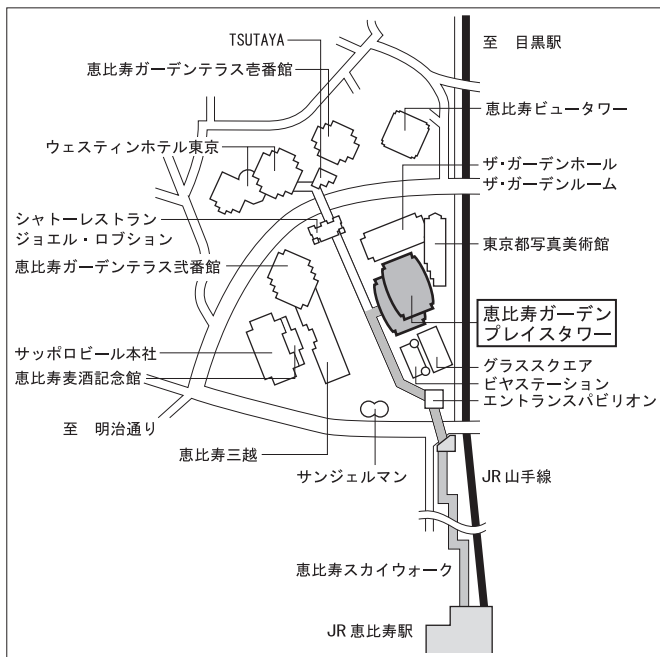 TSUTAYA
至 目黒駅
恵比寿ガーデンテラス壱番館
恵比寿ビュータワー
ウェスティンホテル東京
ザ・ガーデンホール
ザ・ガーデンルーム
シャトーレストラン
ジョエル・ロブション
東京都写真美術館
恵比寿ガーデンテラス弐番館
恵比寿ガーデン
プレイスタワー
サッポロビール本社
グラススクエア
恵比寿麦酒記念館
ビヤステーション
エントランスパビリオン
至 明治通り
恵比寿三越
サンジェルマン
JR山手線
恵比寿スカイウォーク
JR恵比寿駅